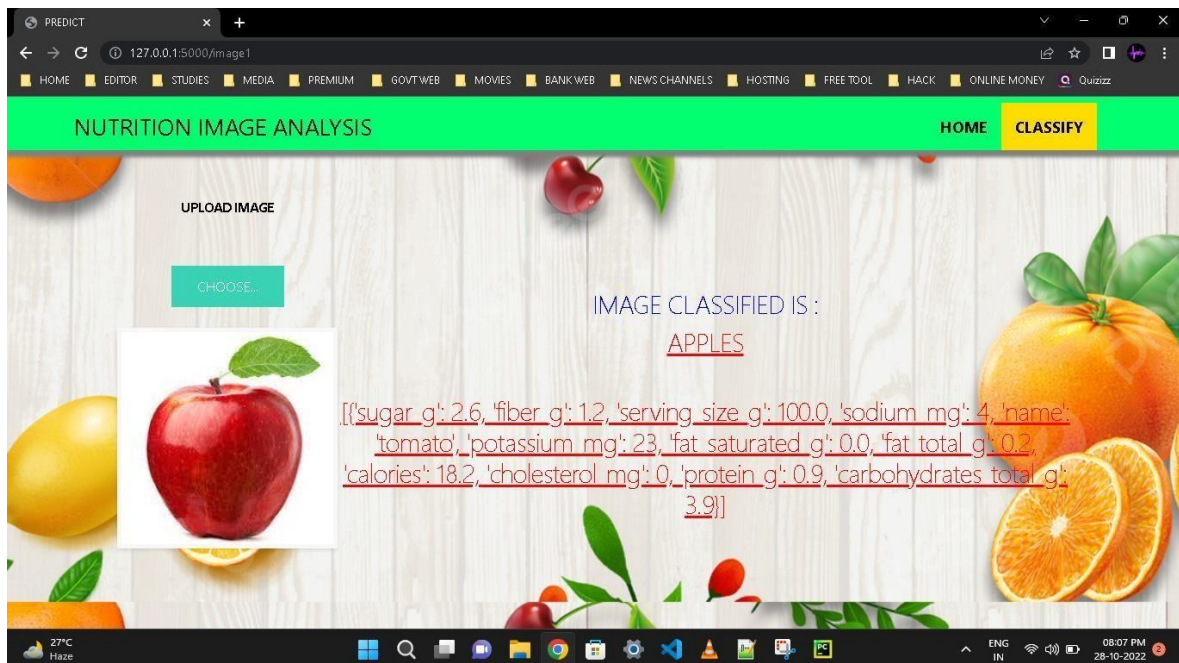 PREDICT
127.0.0.1:5000/image1
HOME EDITOR STUDIES MEDIA PREMIUM GOVT WEB MOVIES BANK WEB NEWS CHANNELS HOSTING FREE TOOL HACK ONLINE MONEY Quizizz
NUTRITION IMAGE ANALYSIS HOME CLASSIFY
UPLOAD IMAGE
CHOOSE...
IMAGE CLASSIFIED IS :
APPLES
[{'sugar_g': 2.6, 'fiber_g': 1.2, 'serving_size_g': 100.0, 'sodium_mg': 4, 'name':
'tomato', 'potassium_mg': 23, 'fat_saturated_g': 0.0, 'fat_total_g': 0.2,
'calories': 18.2, 'cholesterol_mg': 0, 'protein_g': 0.9, 'carbohydrates_total_g':
3.9}]
27°C
Haze
PC
ENG
IN
08:07 PM
28-10-2022
2